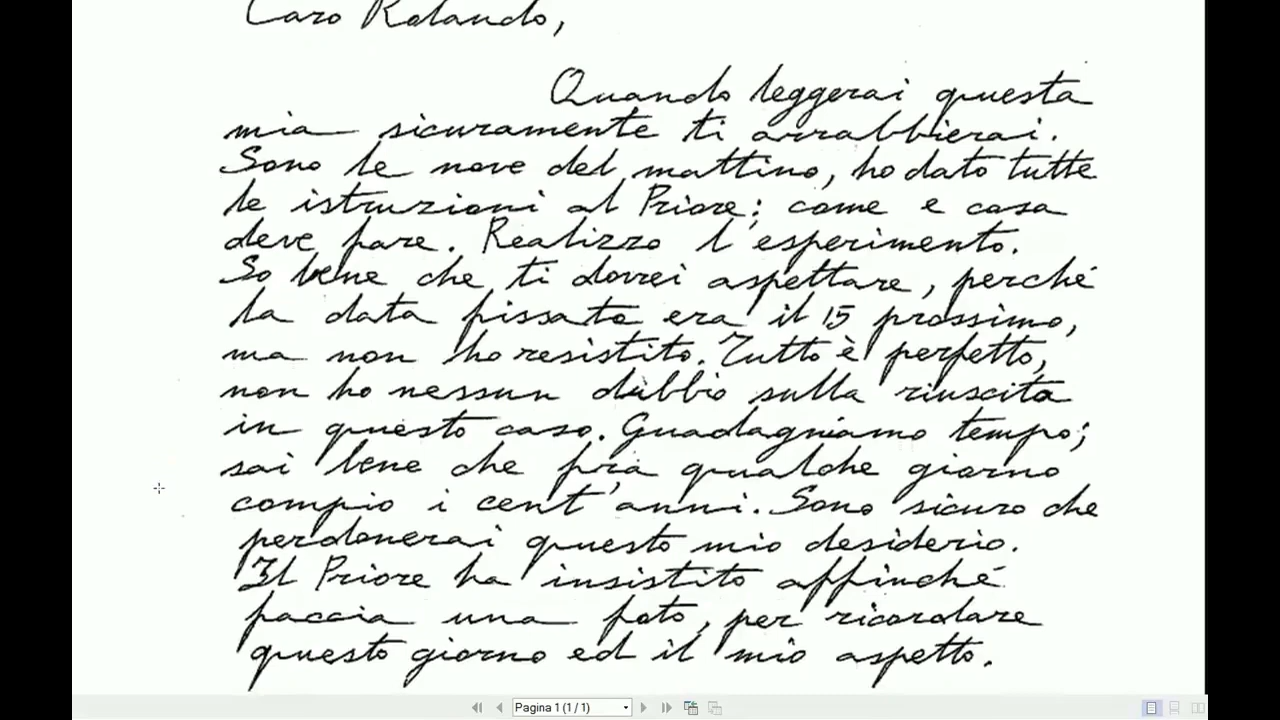 Caro Rolando,
Quando leggerai questa
mia sicuramente ti arrabbierai.
Sono le nove del mattino, ho dato tutte
le istruzioni al Priore: come e cosa
deve fare. Realizzo l'esperimento.
So bene che ti dovrei aspettare, perché
la data fissata era il 15 prossimo,
ma non ho resistito. Tutto è perfetto,
non ho nessun dubbio sulla riuscita
in questo caso. Guadagniamo tempo;
sai bene che fra qualche giorno
compio i cent'anni. Sono sicuro che
perdonerai questo mio desiderio.
Il Priore ha insistito affinché
faccia una foto, per ricordare
questo giorno ed il mio aspetto.
Pagina 1 (1 / 1)